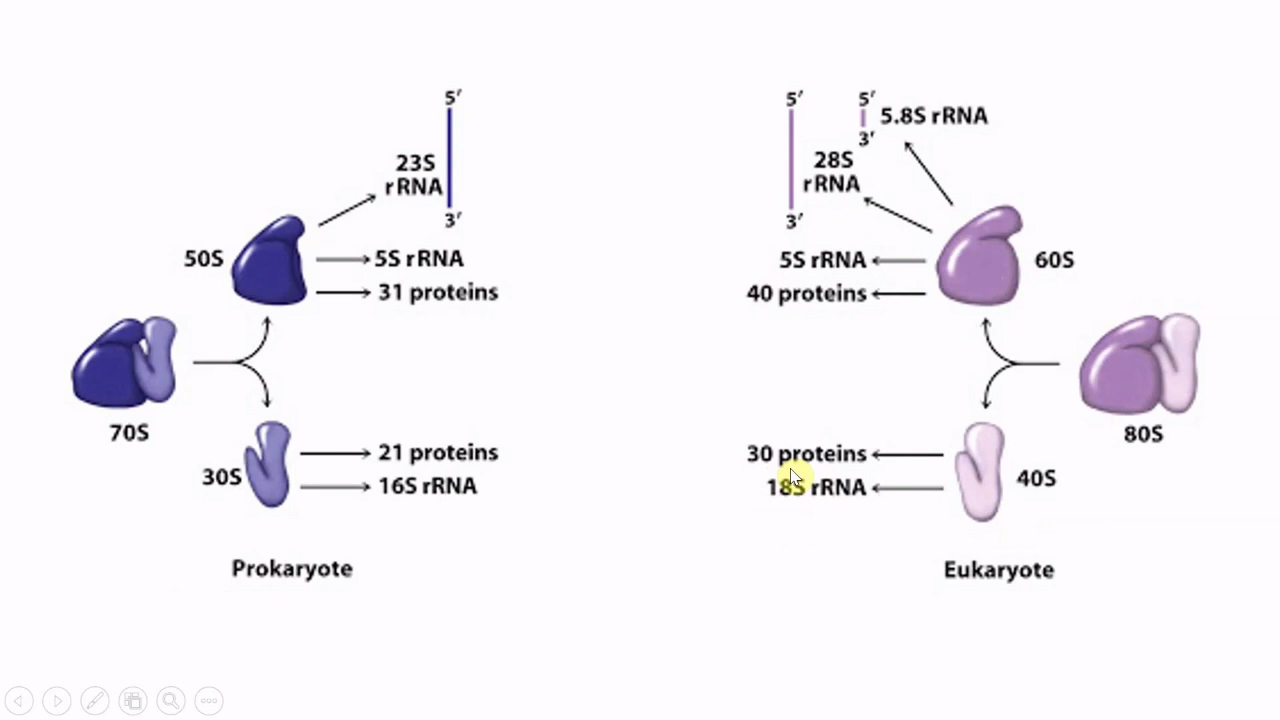 5′
23S
rRNA
3′
50S
5S rRNA
31 proteins
70S
30S
21 proteins
16S rRNA
Prokaryote
5′
5′
5.8S rRNA
3′
28S
rRNA
3′
5S rRNA
60S
40 proteins
80S
30 proteins
18S rRNA
40S
Eukaryote